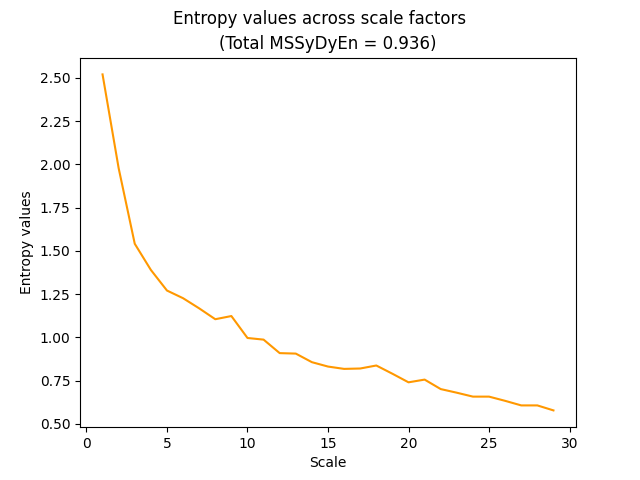 Entropy values across scale factors
(Total MSSyDyEn = 0.936)
2.50
2.25
2.00
1.75
1.50
1.25
1.00
0.75
0.50
Entropy values
0 5 10 15 20 25 30
Scale